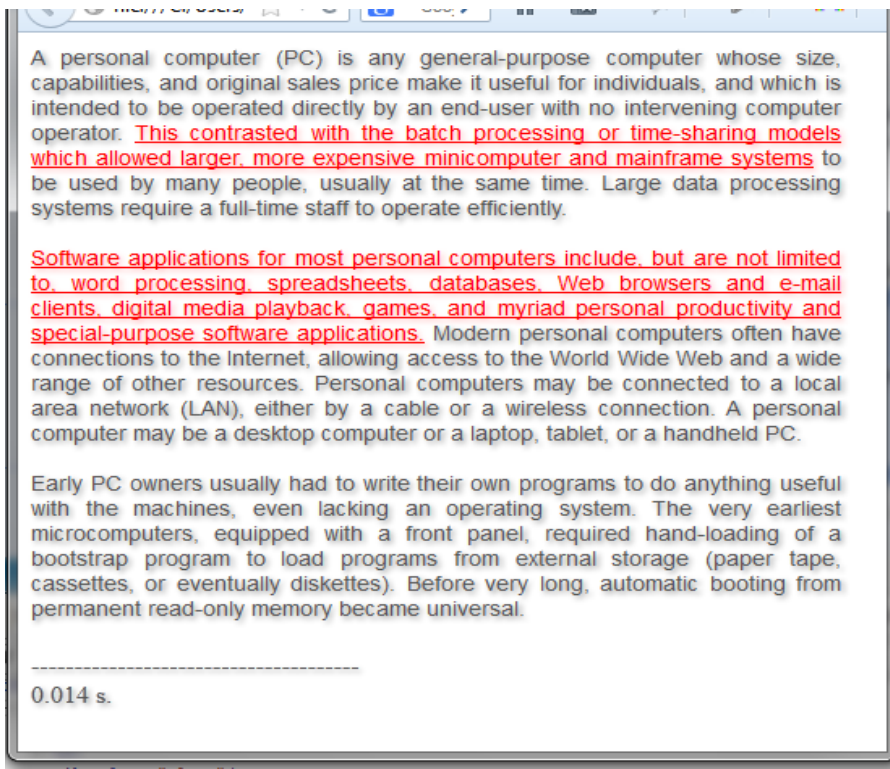 A personal computer (PC) is any general-purpose computer whose size,
capabilities, and original sales price make it useful for individuals, and which is
intended to be operated directly by an end-user with no intervening computer
operator. This contrasted with the batch processing or time-sharing models
which allowed larger, more expensive minicomputer and mainframe systems to
be used by many people, usually at the same time. Large data processing
systems require a full-time staff to operate efficiently.
Software applications for most personal computers include, but are not limited
to, word processing, spreadsheets, databases, Web browsers and e-mail
clients, digital media playback, games, and myriad personal productivity and
special-purpose software applications. Modern personal computers often have
connections to the Internet, allowing access to the World Wide Web and a wide
range of other resources. Personal computers may be connected to a local
area network (LAN), either by a cable or a wireless connection. A personal
computer may be a desktop computer or a laptop, tablet, or a handheld PC.
Early PC owners usually had to write their own programs to do anything useful
with the machines, even lacking an operating system. The very earliest
microcomputers, equipped with a front panel, required hand-loading of a
bootstrap program to load programs from external storage (paper tape,
cassettes, or eventually diskettes). Before very long, automatic booting from
permanent read-only memory became universal.
--------------------------------------
0.014 s.